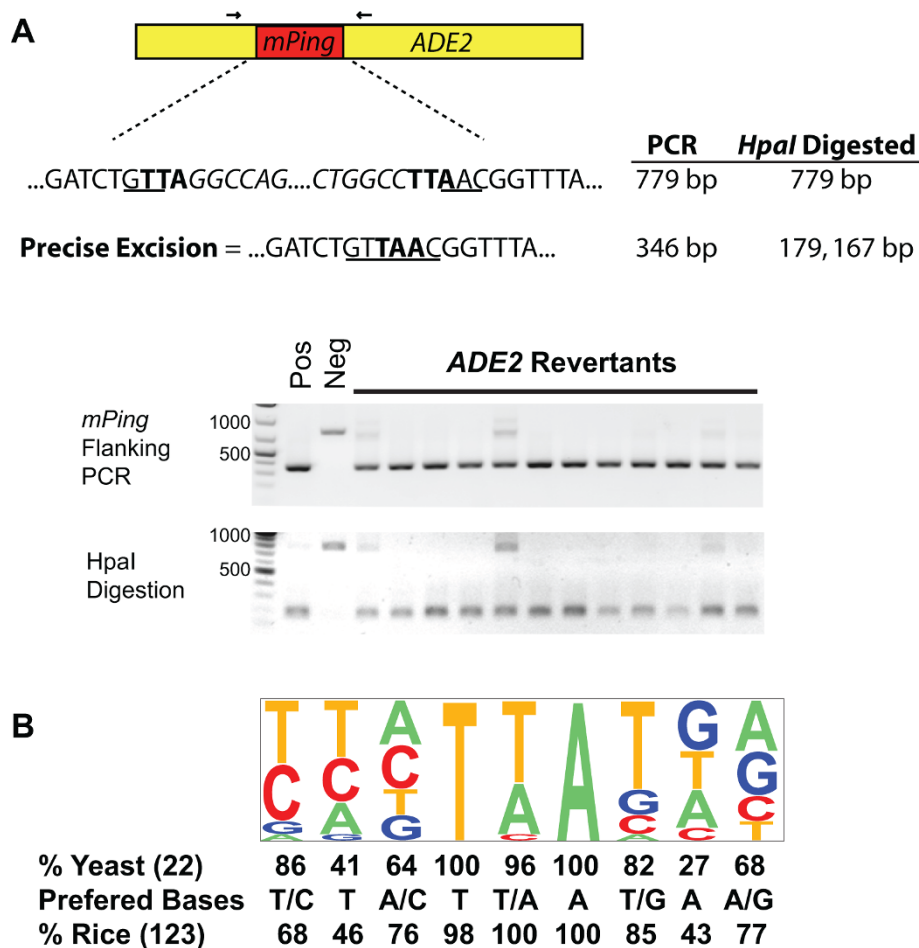 A
mPing ADE2
PCR HpaI Digested
...GATCTGTTAGGCCAG....CTGGCCTTAACGGTTTA... 779 bp 779 bp
Precise Excision = ...GATCTGTTAACGGTTTA... 346 bp 179, 167 bp
Pos Neg ADE2 Revertants
mPing
Flanking
PCR
1000
500
HpaI
Digestion
1000
500
B
T T A T T A T G A
C C C A G T G
G A T C C A C
A G G C T
% Yeast (22) 86 41 64 100 96 100 82 27 68
Prefered Bases T/C T A/C T T/A A T/G A A/G
% Rice (123) 68 46 76 98 100 100 85 43 77